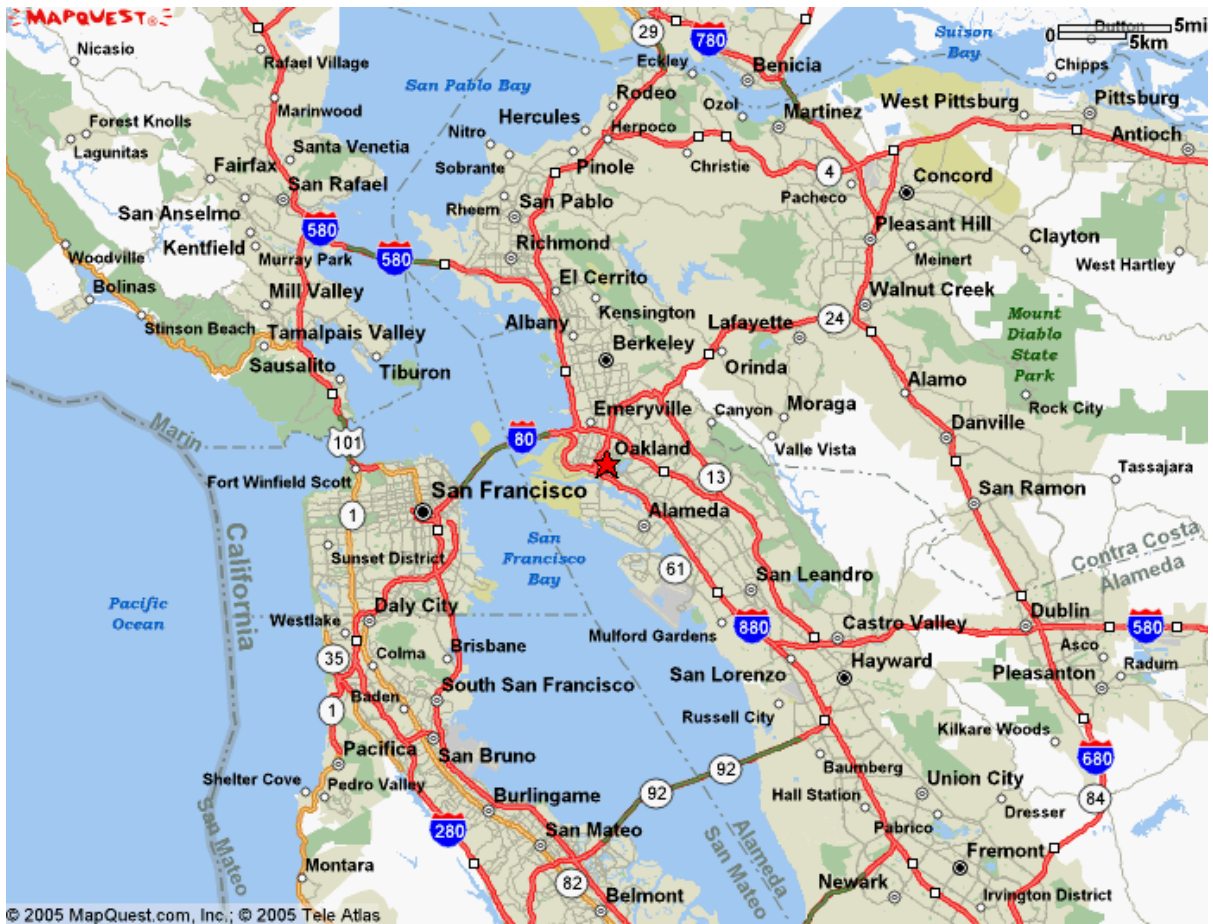 MAPQUEST
Nicasio
Rafael Village
29
780
Suison
Bay
Dutton
5mi
0
5km
Eckley
Benicia
Chipps
San Pablo Bay
Rodeo
Ozol
Marinwood
Hercules
Martinez
West Pittsburg
Pittsburg
Forest Knolls
Nitro
Herpoco
Antioch
Lagunitas
Santa Venetia
Fairfax
Sobrante
Pinole
Christie
4
Concord
San Rafael
Pacheco
San Anselmo
Rheem
San Pablo
Pleasant Hill
580
Kentfield
Richmond
Clayton
Woodville
Murray Park
580
Meinert
West Hartley
Bolinas
Mill Valley
El Cerrito
Walnut Creek
Stinson Beach
Kensington
Mount
Diablo
State
Park
Tamalpais Valley
Albany
Lafayette
24
Sausalito
Berkeley
Tiburon
Orinda
Alamo
Rock City
Marin
Emeryville
Canyon
Moraga
Danville
101
80
Oakland
Valle Vista
Fort Winfield Scott
13
Tassajara
San Francisco
San Ramon
1
Alameda
California
Sunset District
San
Francisco
Bay
61
Contra Costa
Alameda
San Leandro
Pacific
Ocean
Daly City
Dublin
Westlake
Mulford Gardens
880
Castro Valley
580
35
Colma
Brisbane
Hayward
Asco
Radum
Baden
South San Francisco
San Lorenzo
Pleasanton
1
Russell City
Pacifica
San Bruno
Kilkare Woods
680
Shelter Cove
Pedro Valley
92
Baumberg
Union City
San Mateo
Burlingame
92
Hall Station
Dresser
84
280
San Mateo
Alameda
San Mateo
Pabrico
Fremont
Montara
82
Newark
Irvington District
Belmont
© 2005 MapQuest.com, Inc.; © 2005 Tele Atlas